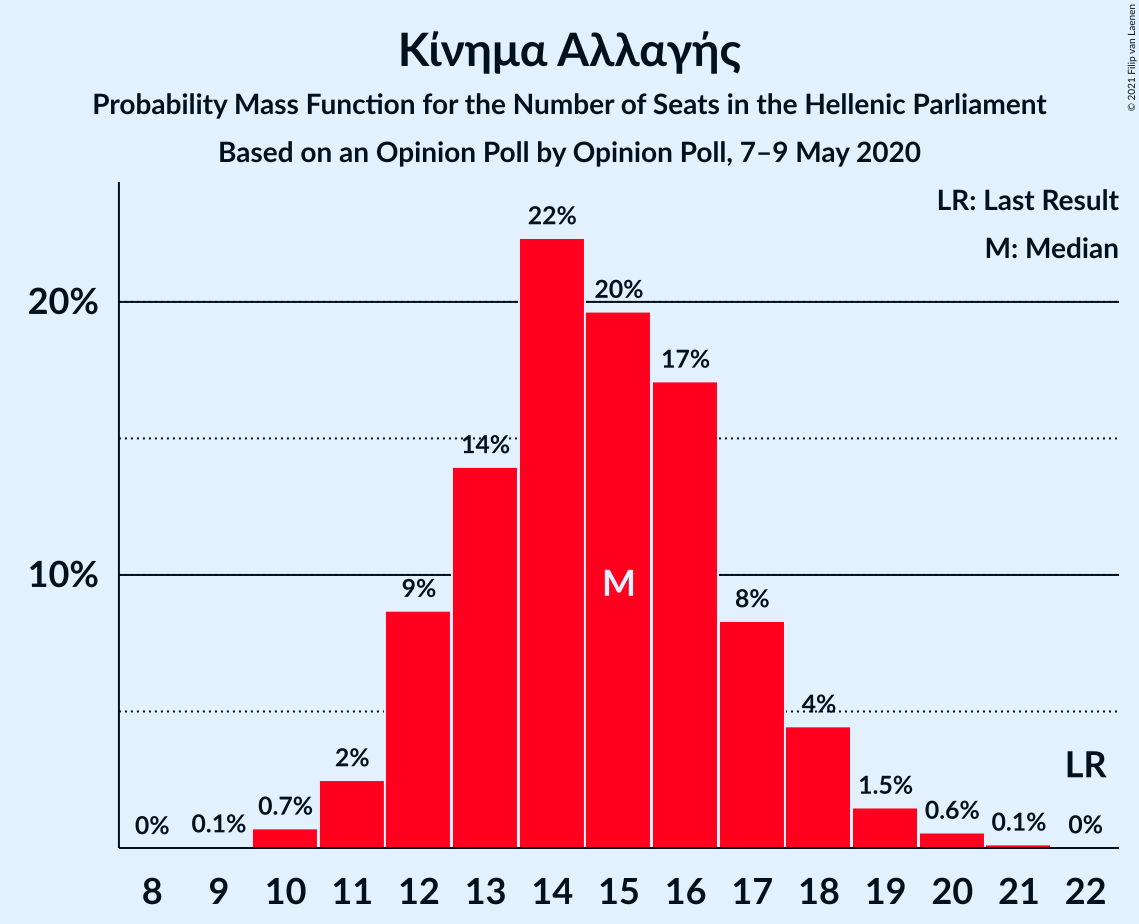 Κίνημα Αλλαγής
Probability Mass Function for the Number of Seats in the Hellenic Parliament
Based on an Opinion Poll by Opinion Poll, 7–9 May 2020
© 2021 Filip van Laenen
LR: Last Result
M: Median
22%
20%
20%
17%
14%
M
10%
9%
8%
4%
2%
LR
1.5%
0.7%
0.6%
0% 0.1% 0.1% 0%
8 9 10 11 12 13 14 15 16 17 18 19 20 21 22